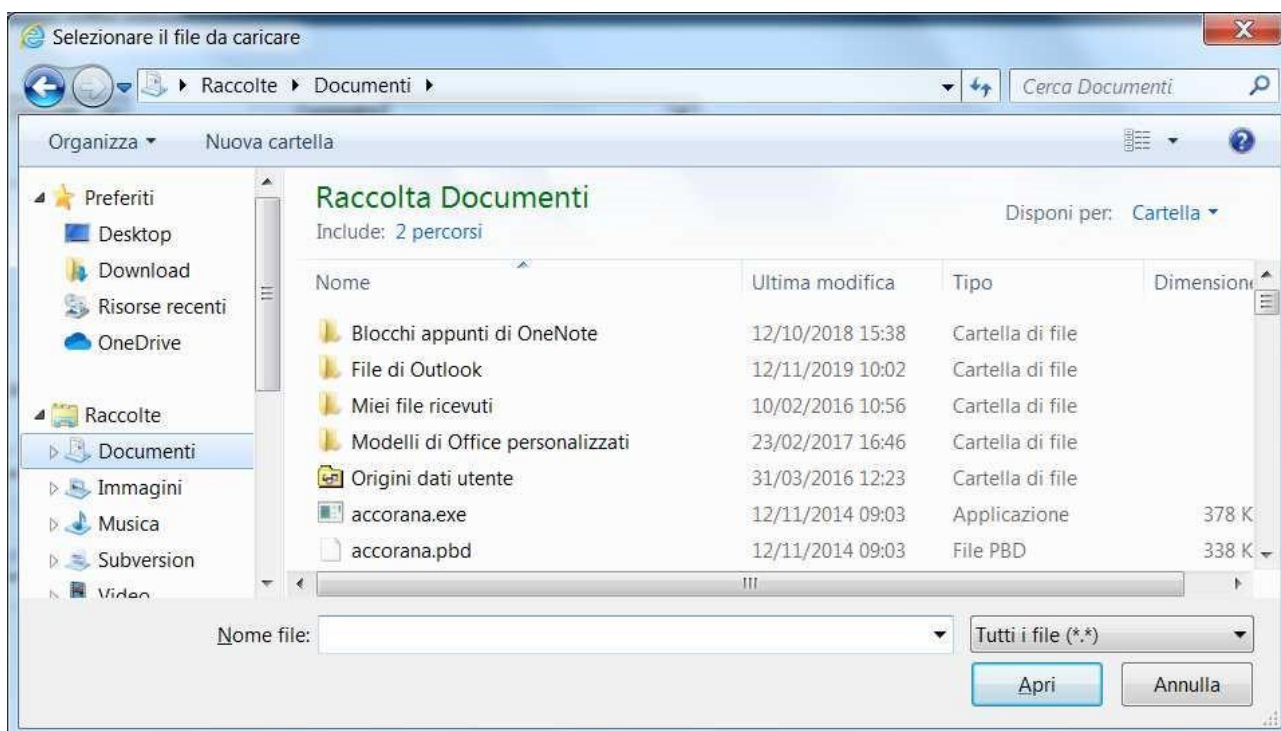 Selezionare il file da caricare
Raccolte Documenti
Cerca Documenti
Organizza Nuova cartella
Preferiti
Desktop
Download
Risorse recenti
OneDrive
Raccolte
Documenti
Immagini
Musica
Subversion
Video
Raccolta Documenti
Include: 2 percorsi
Disponi per: Cartella
Nome Ultima modifica Tipo Dimensione
Blocchi appunti di OneNote 12/10/2018 15:38 Cartella di file
File di Outlook 12/11/2019 10:02 Cartella di file
Miei file ricevuti 10/02/2016 10:56 Cartella di file
Modelli di Office personalizzati 23/02/2017 16:46 Cartella di file
Origini dati utente 31/03/2016 12:23 Cartella di file
accorana.exe 12/11/2014 09:03 Applicazione 378 K
accorana.pbd 12/11/2014 09:03 File PBD 338 K
Nome file:
Tutti i file (*.*)
Apri Annulla